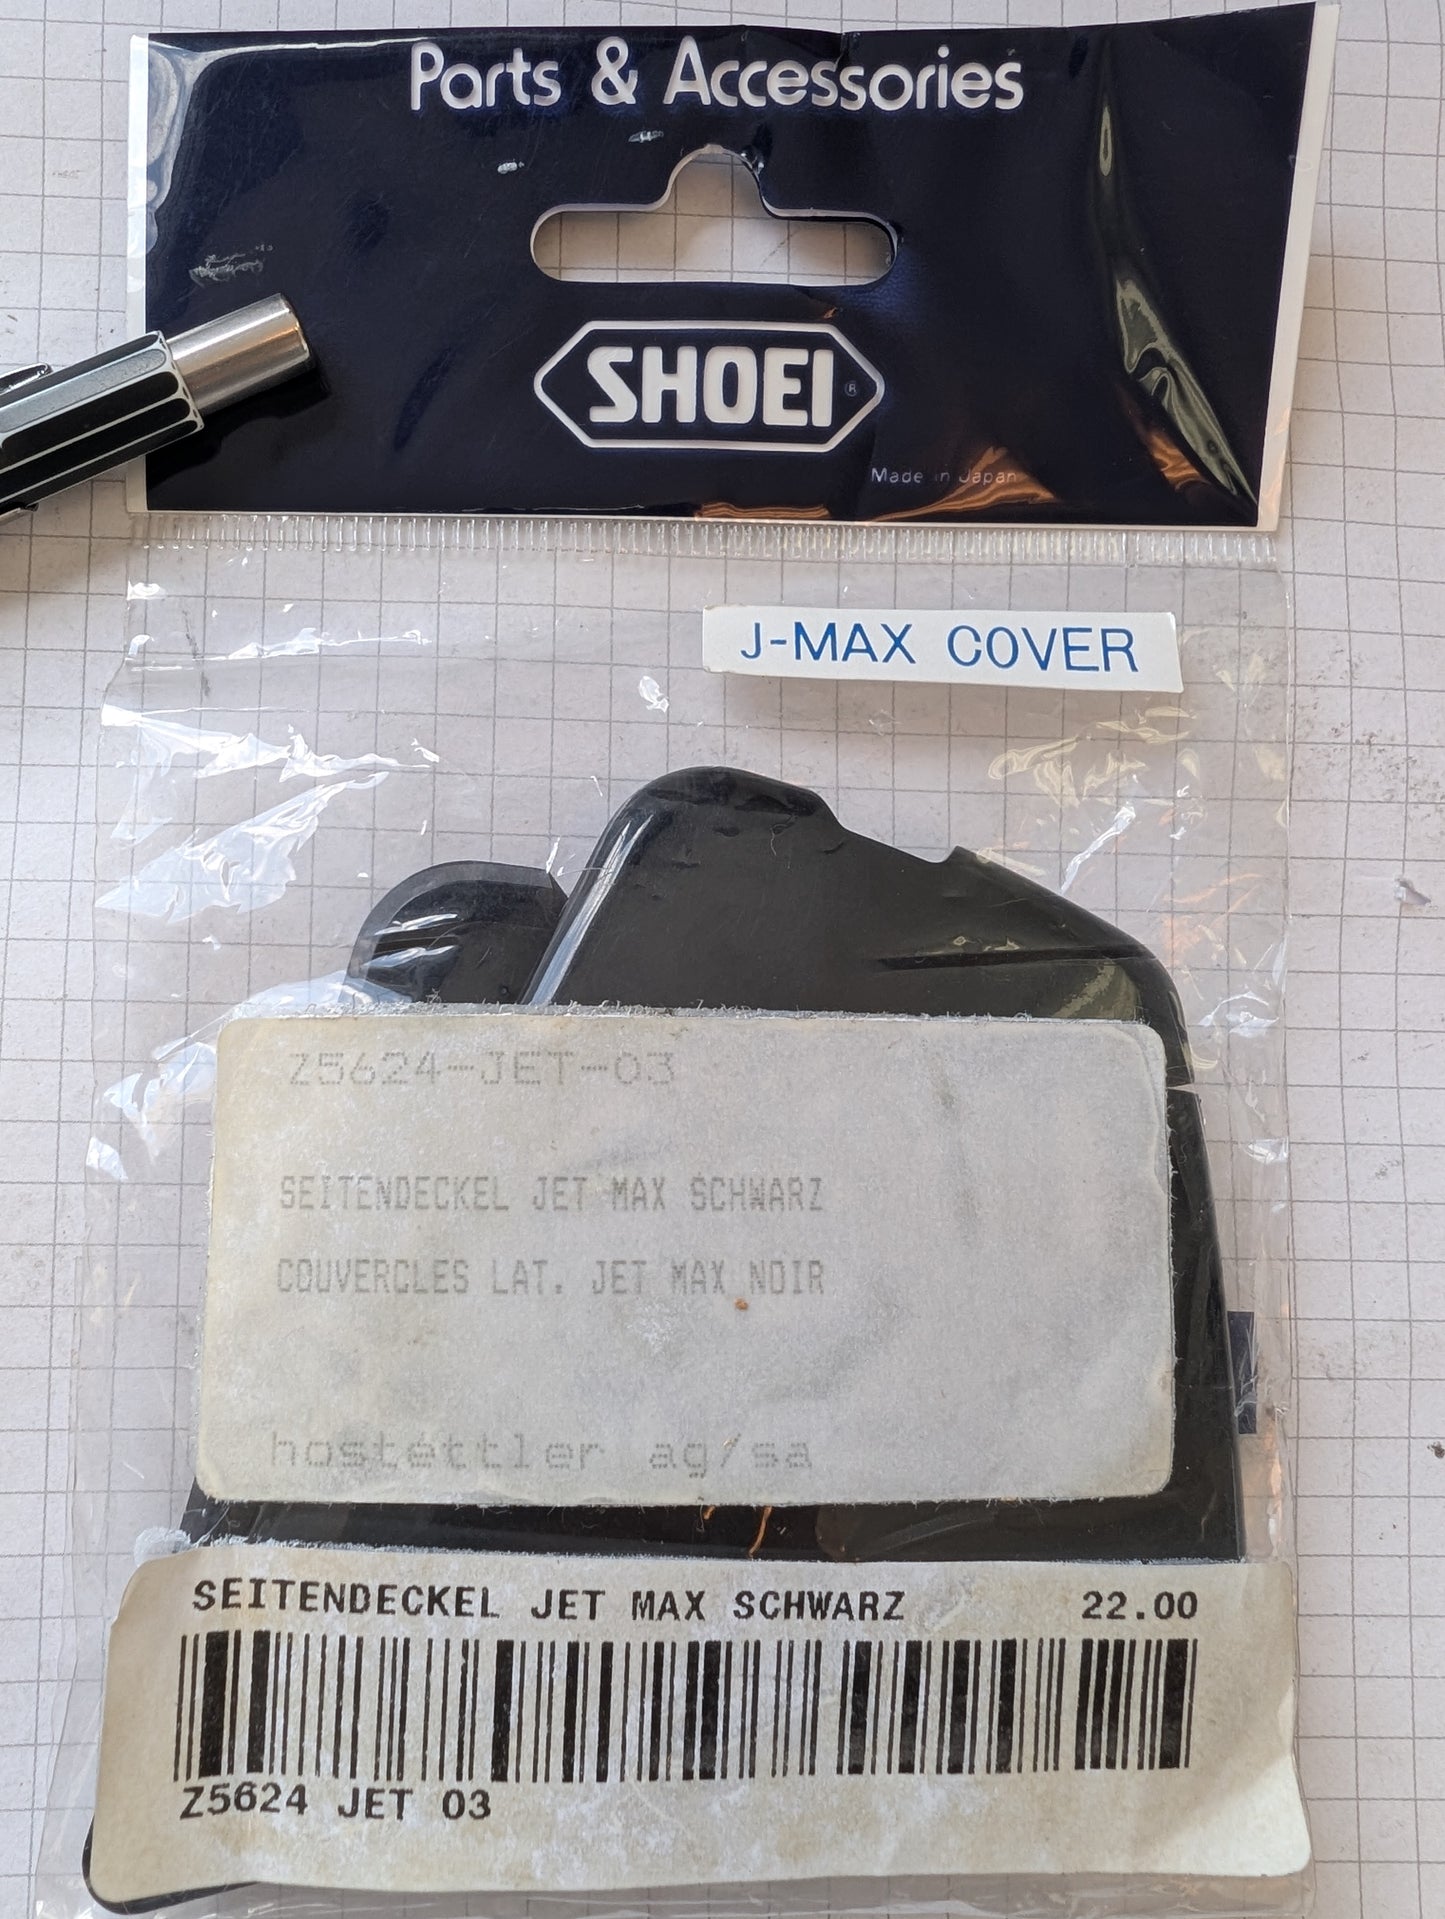 Parts & Accessories
SHOEI®
Made in Japan
J-MAX COVER
Z5624-JET-03
SEITENDECKEL JET MAX SCHWARZ
COUVERCLES LAT. JET MAX NOIR
hostettler ag/sa
SEITENDECKEL JET MAX SCHWARZ 22.00
Z5624 JET 03